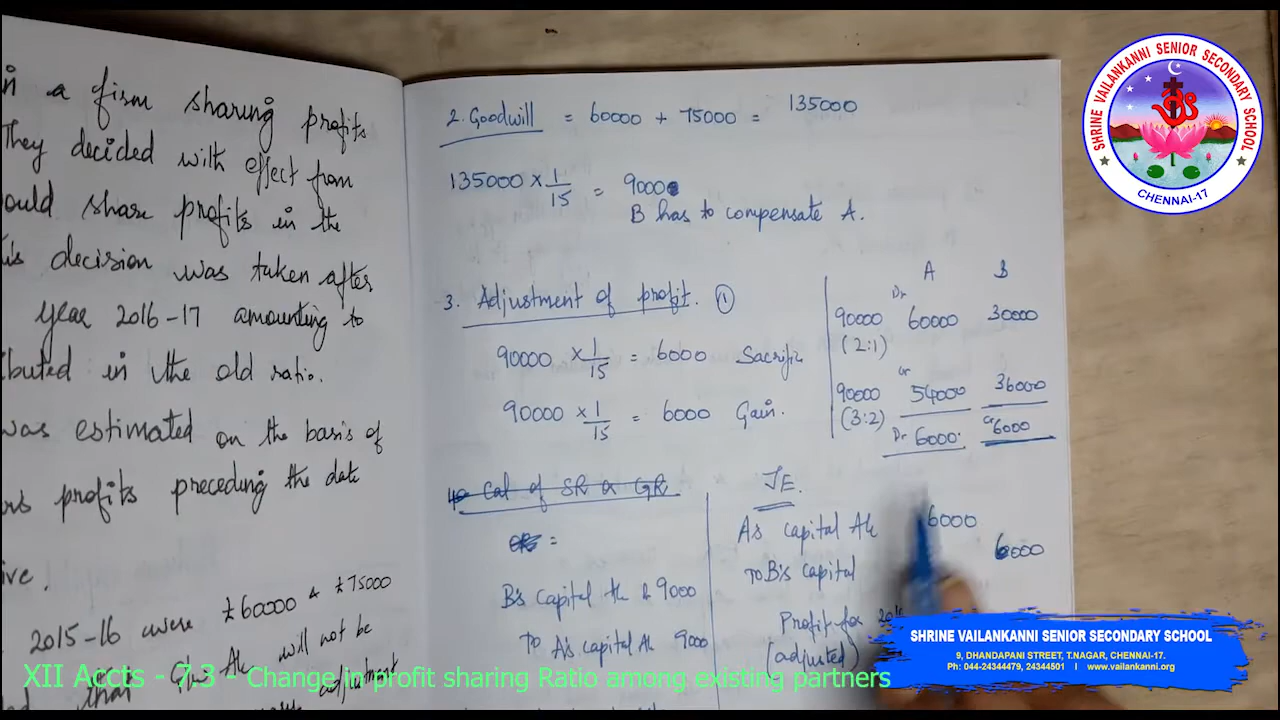 in a firm sharing profits
They decided with effect from
ould share profits in the
is decision was taken after
year 2016-17 amounting to
ibuted in the old ratio.
was estimated on the basis of
profits preceding the date
ive.
2015-16 were ₹60000 & ₹75000
will not be
adjustment
2. Goodwill = 60000 + 75000 = 135000
135000 × 1/15 = 9000
B has to compensate A.
3. Adjustment of profit. ①
90000 × 1/15 = 6000 Sacrific
90000 × 1/15 = 6000 Gain.
A B
Dr
90000 60000 30000
(2:1)
Cr
90000 54000 36000
(3:2) Dr 6000. Cr 6000
4. Cal of SR & GR
=
B's capital A/c Dr 9000
To A's capital A/c 9000
JE.
A's capital A/c 6000
To B's capital 6000
Profit for
(adjusted)
SHRINE VAILANKANNI SENIOR SECONDARY SCHOOL
CHENNAI-17
SHRINE VAILANKANNI SENIOR SECONDARY SCHOOL
9, DHANDAPANI STREET, T.NAGAR, CHENNAI-17.
Ph: 044-24344479, 24344501 I www.vailankanni.org
XII Accts - 7.3 - Change in profit sharing Ratio among existing partners